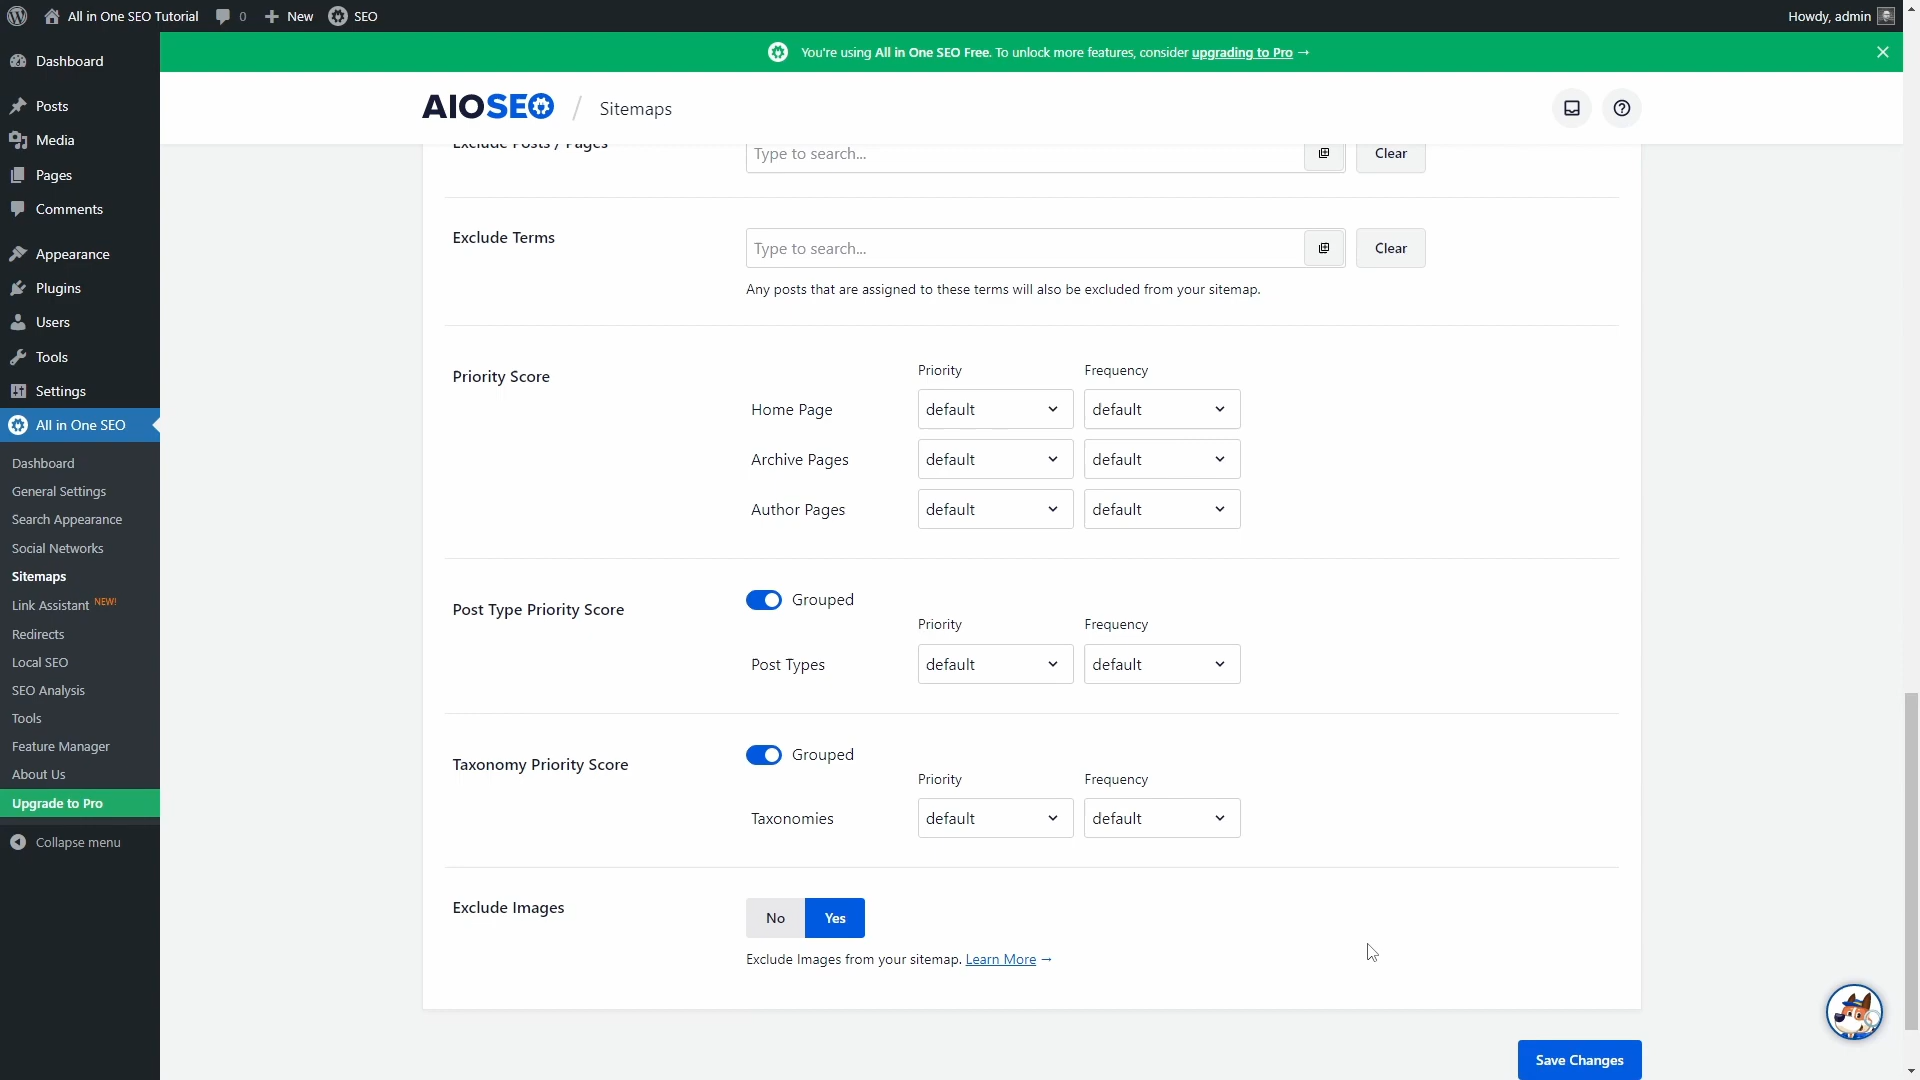 All in One SEO Tutorial 0 New SEO Howdy, admin
You're using All in One SEO Free. To unlock more features, consider upgrading to Pro →
AIOSEO / Sitemaps
Dashboard
Posts
Media
Pages
Comments
Appearance
Plugins
Users
Tools
Settings
All in One SEO
Dashboard
General Settings
Search Appearance
Social Networks
Sitemaps
Link Assistant NEW!
Redirects
Local SEO
SEO Analysis
Tools
Feature Manager
About Us
Upgrade to Pro
Collapse menu
Exclude Posts / Pages Type to search... Clear
Exclude Terms Type to search... Clear
Any posts that are assigned to these terms will also be excluded from your sitemap.
Priority Score
Priority Frequency
Home Page default default
Archive Pages default default
Author Pages default default
Post Type Priority Score
Grouped
Priority Frequency
Post Types default default
Taxonomy Priority Score
Grouped
Priority Frequency
Taxonomies default default
Exclude Images
No Yes
Exclude Images from your sitemap. Learn More →
Save Changes